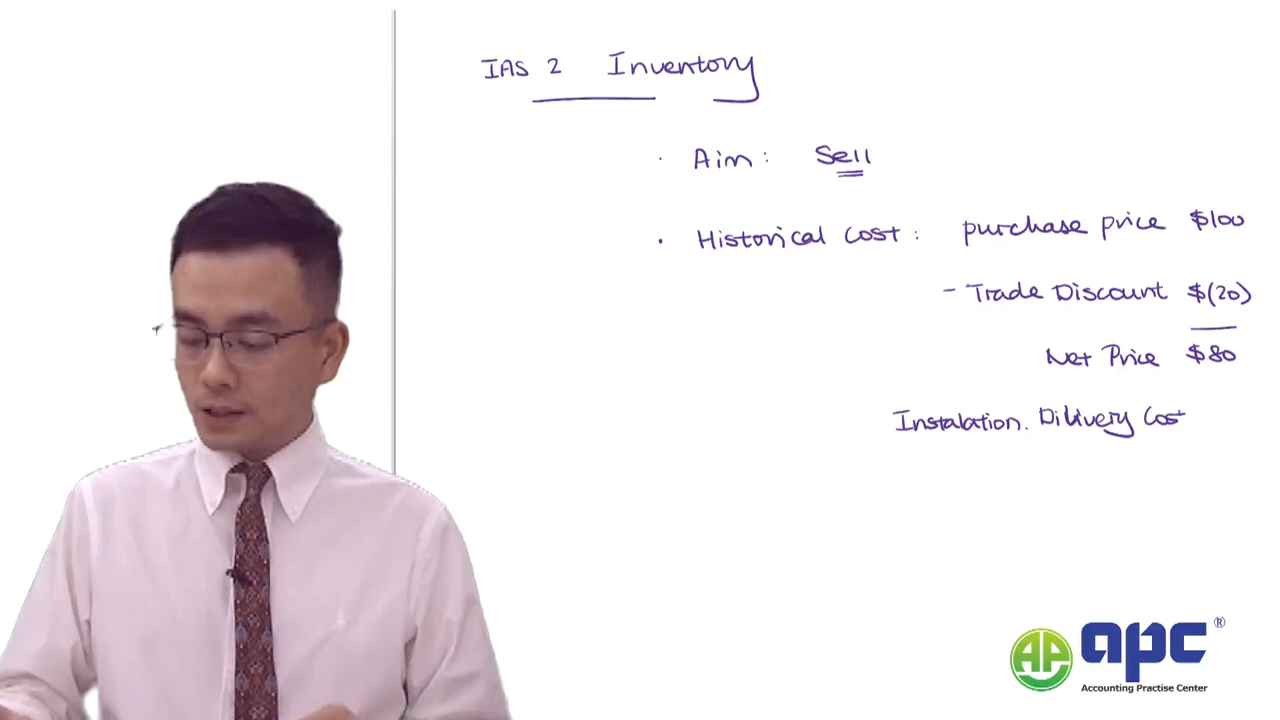 IAS 2 Inventory
· Aim : Sell
· Historical Cost : purchase price $100
- Trade Discount $(20)
Net Price $80
Instalation. Dilivery Cost
AP apc ®
Accounting Practise Center